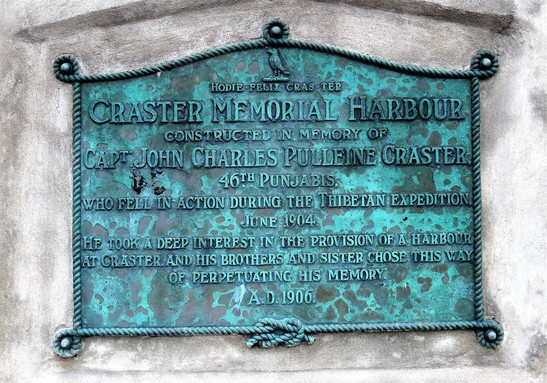 HODIE·FELIX·CRAS·TER
CRASTER MEMORIAL HARBOUR
CONSTRUCTED IN MEMORY OF
CAPT. JOHN CHARLES PULLEINE CRASTER.
46TH PUNJABIS.
WHO FELL IN ACTION DURING THE THIBETAN EXPEDITION.
JUNE 1904.
HE TOOK A DEEP INTEREST IN THE PROVISION OF A HARBOUR
AT CRASTER. AND HIS BROTHERS AND SISTER CHOSE THIS WAY
OF PERPETUATING HIS MEMORY.
A.D. 1906.